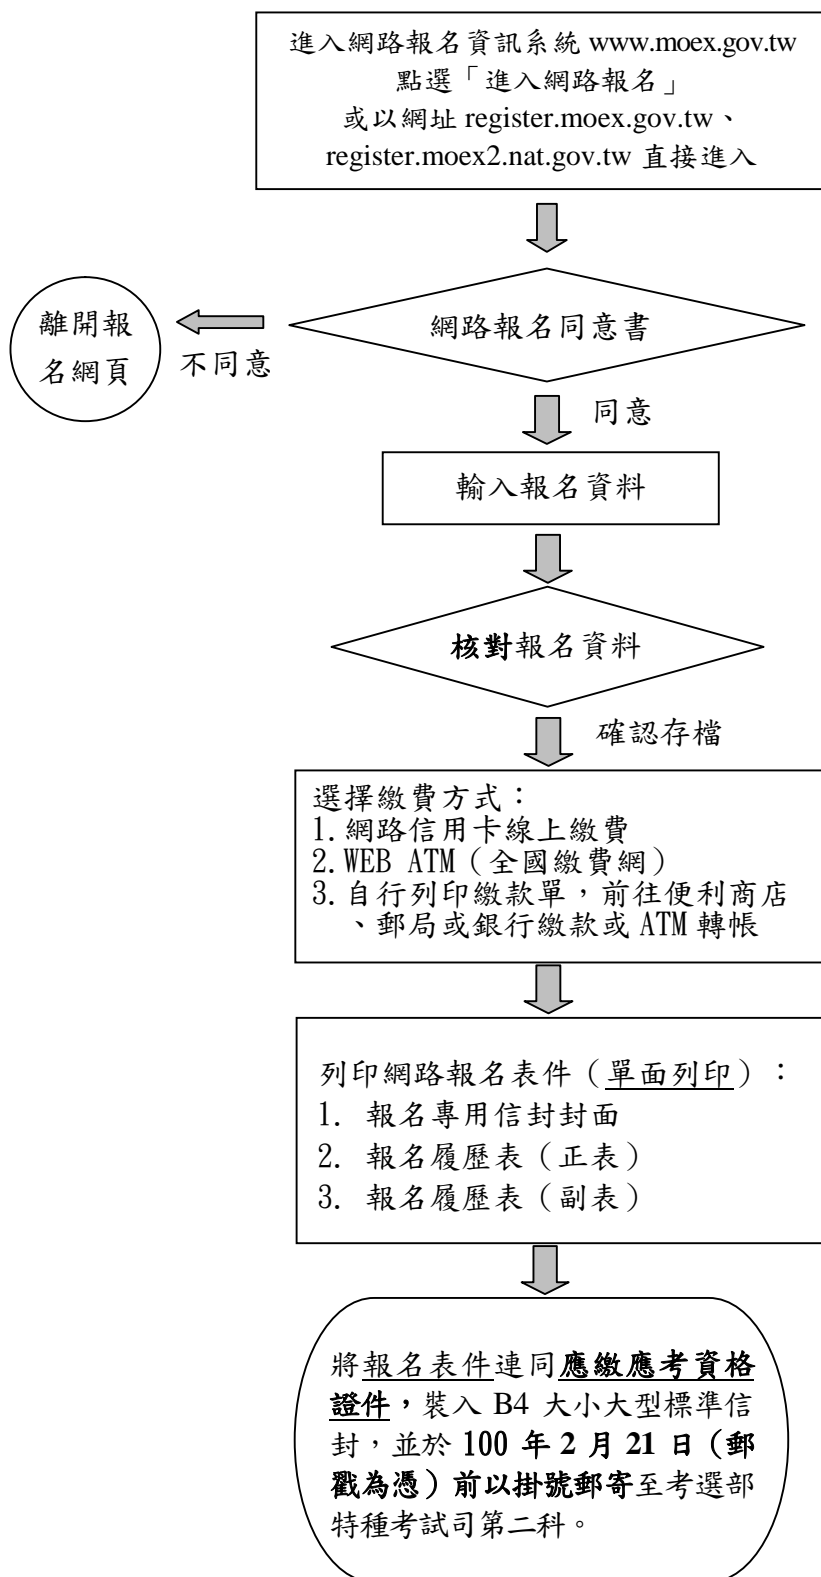 進入網路報名資訊系統 www.moex.gov.tw
點選「進入網路報名」
或以網址 register.moex.gov.tw、
register.moex2.nat.gov.tw 直接進入
網路報名同意書
離開報
名網頁
不同意
同意
輸入報名資料
核對報名資料
確認存檔
選擇繳費方式：
1.網路信用卡線上繳費
2.WEB ATM（全國繳費網）
3.自行列印繳款單，前往便利商店
、郵局或銀行繳款或 ATM 轉帳
列印網路報名表件（單面列印）：
1. 報名專用信封封面
2. 報名履歷表（正表）
3. 報名履歷表（副表）
將報名表件連同應繳應考資格
證件，裝入 B4 大小大型標準信
封，並於 100 年 2 月 21 日（郵
戳為憑）前以掛號郵寄至考選部
特種考試司第二科。